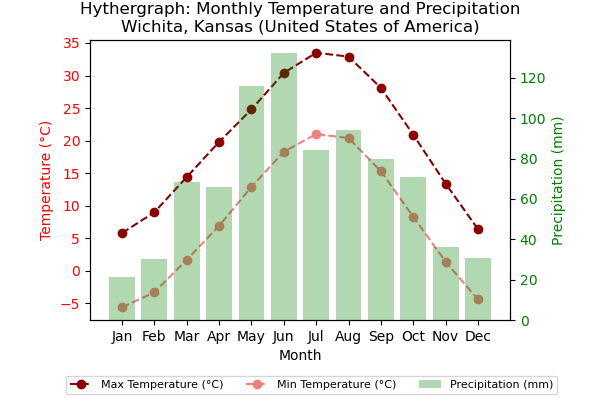 Hythergraph: Monthly Temperature and Precipitation
Wichita, Kansas (United States of America)
35
30
25
20
15
10
5
0
−5
Temperature (°C)
120
100
80
60
40
20
0
Precipitation (mm)
Jan Feb Mar Apr May Jun Jul Aug Sep Oct Nov Dec
Month
Max Temperature (°C) Min Temperature (°C) Precipitation (mm)